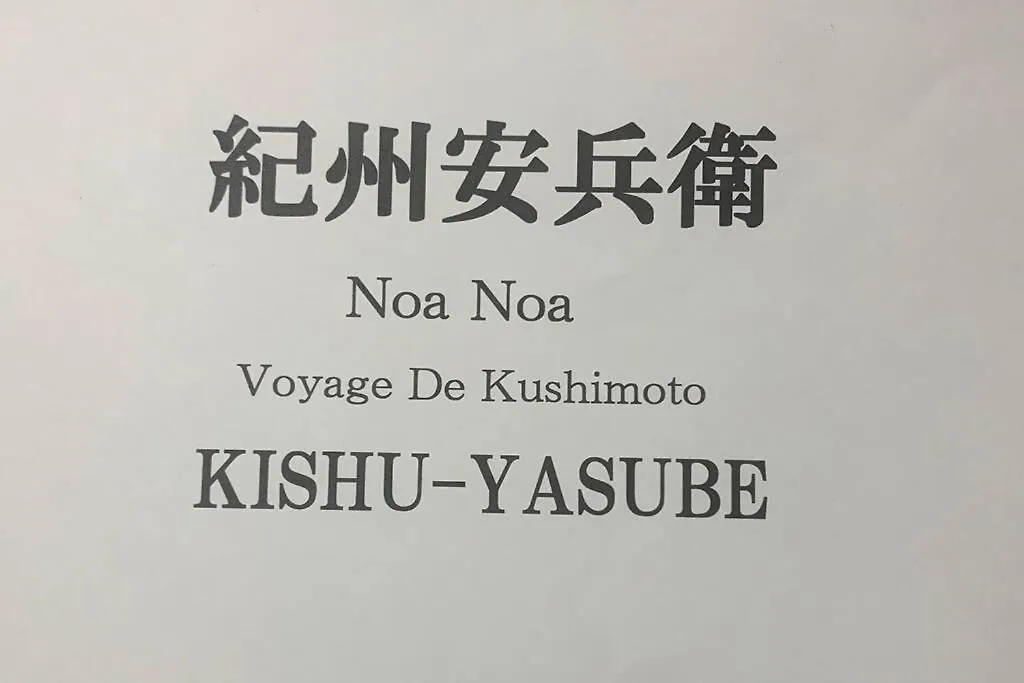 紀州安兵衛
Noa Noa
Voyage De Kushimoto
KISHU-YASUBE